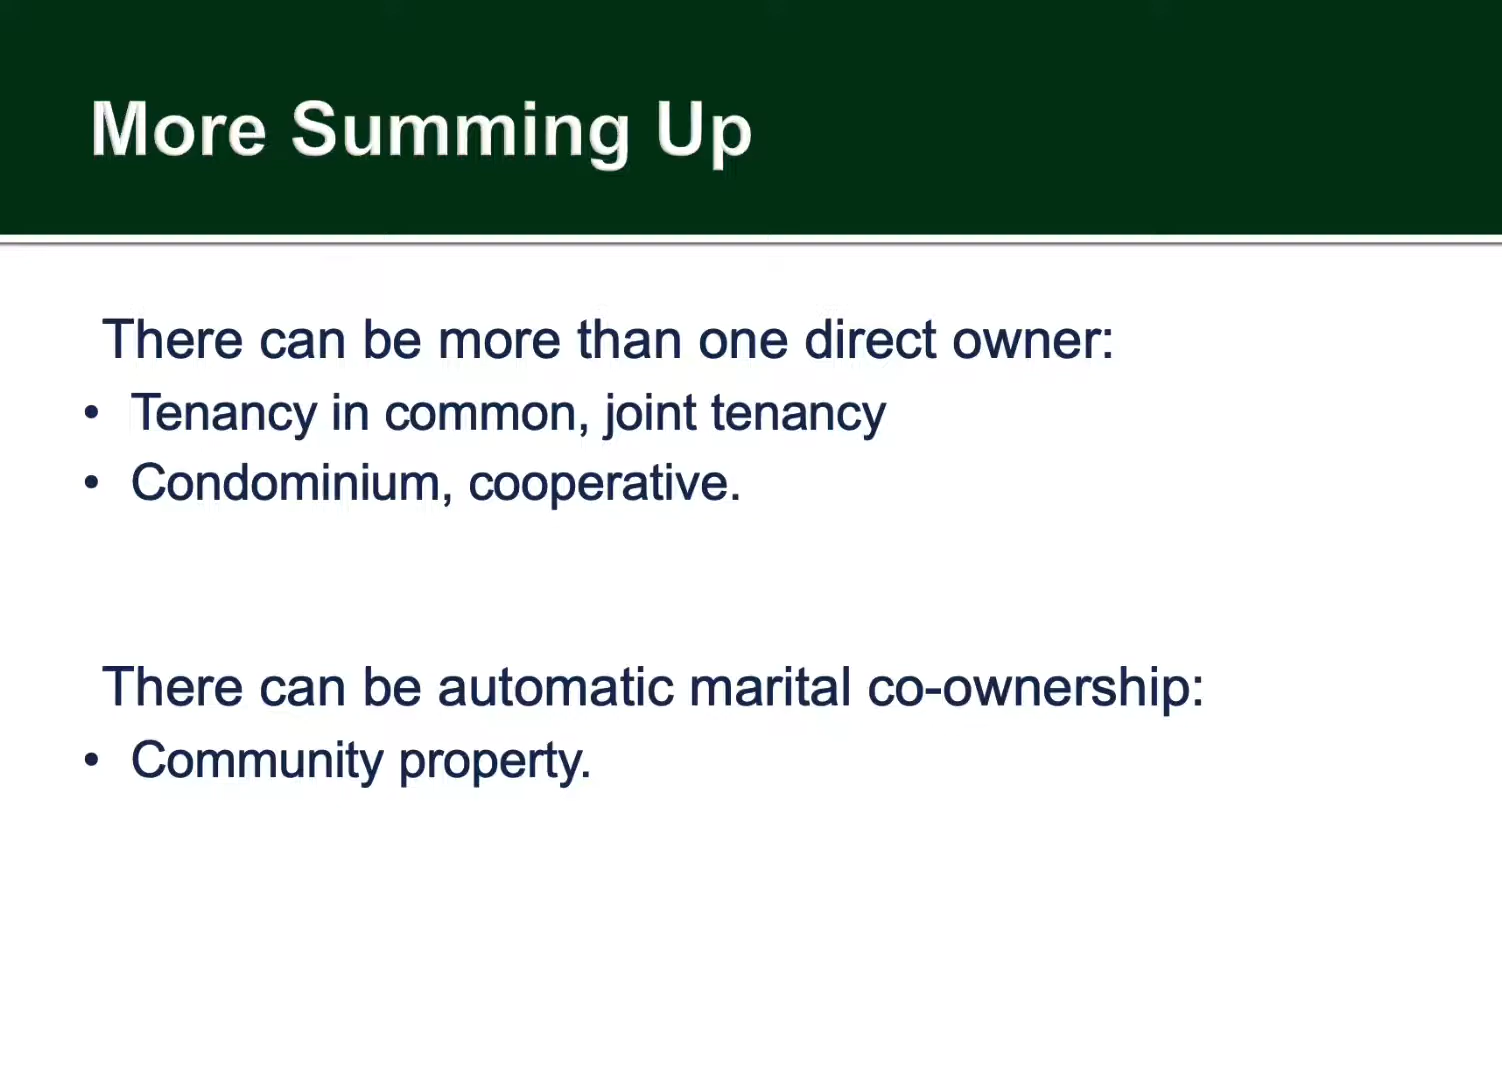 More Summing Up
There can be more than one direct owner:
• Tenancy in common, joint tenancy
• Condominium, cooperative.
There can be automatic marital co-ownership:
• Community property.